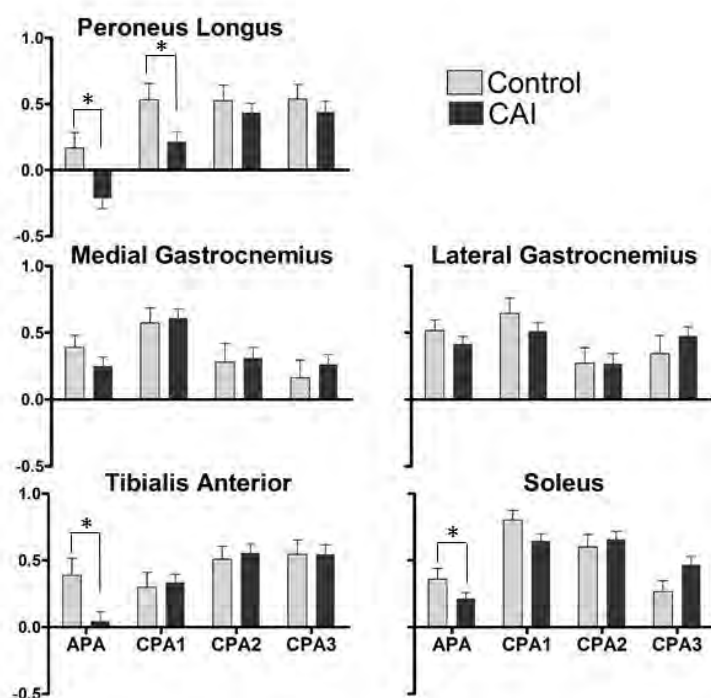 Peroneus Longus
1.0
0.5
0.0
-0.5
*
*
Control
CAI
Medial Gastrocnemius
1.0
0.5
0.0
-0.5
Lateral Gastrocnemius
Tibialis Anterior
1.0
0.5
0.0
-0.5
*
APA CPA1 CPA2 CPA3
Soleus
*
APA CPA1 CPA2 CPA3